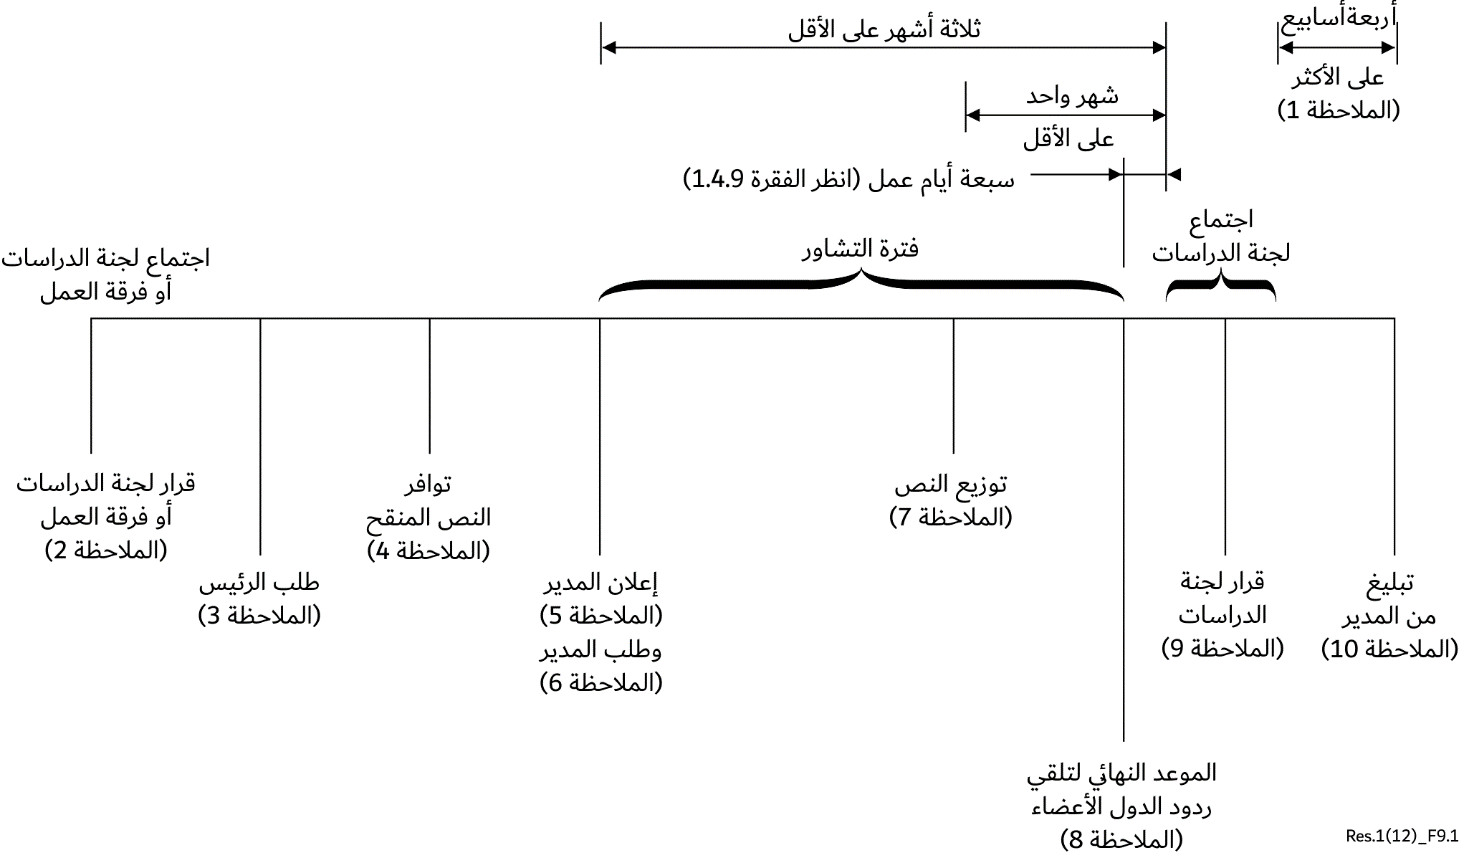 ثلاثة أشهر على الأقل
أربعة أسابيع
على الأكثر
(الملاحظة 1)
شهر واحد
على الأقل
سبعة أيام عمل (انظر الفقرة 1.4.9)
اجتماع
لجنة الدراسات
فترة التشاور
اجتماع لجنة الدراسات
أو فرقة العمل
قرار لجنة الدراسات
أو فرقة العمل
(الملاحظة 2)
طلب الرئيس
(الملاحظة 3)
توافر
النص المنقح
(الملاحظة 4)
إعلان المدير
(الملاحظة 5)
وطلب المدير
(الملاحظة 6)
توزيع النص
(الملاحظة 7)
الموعد النهائي لتلقي
ردود الدول الأعضاء
(الملاحظة 8)
قرار لجنة
الدراسات
(الملاحظة 9)
تبليغ
من المدير
(الملاحظة 10)
Res.1(12)_F9.1